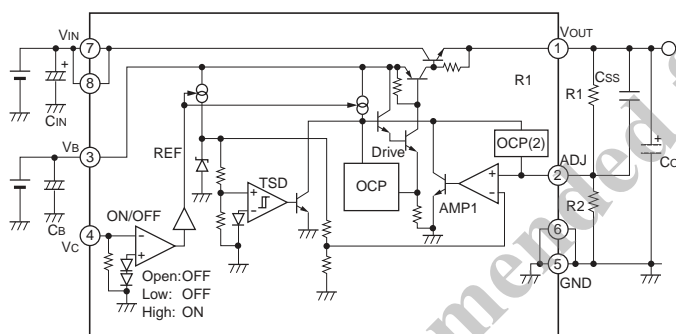 VIN
7
8
CIN
VB
3
CB
4
VC
ON/OFF
Open:OFF
Low: OFF
High: ON
REF
TSD
OCP
Drive
AMP1
OCP(2)
R1
VOUT
1
CSS
R1
ADJ
2
R2
6
5
GND
mmended